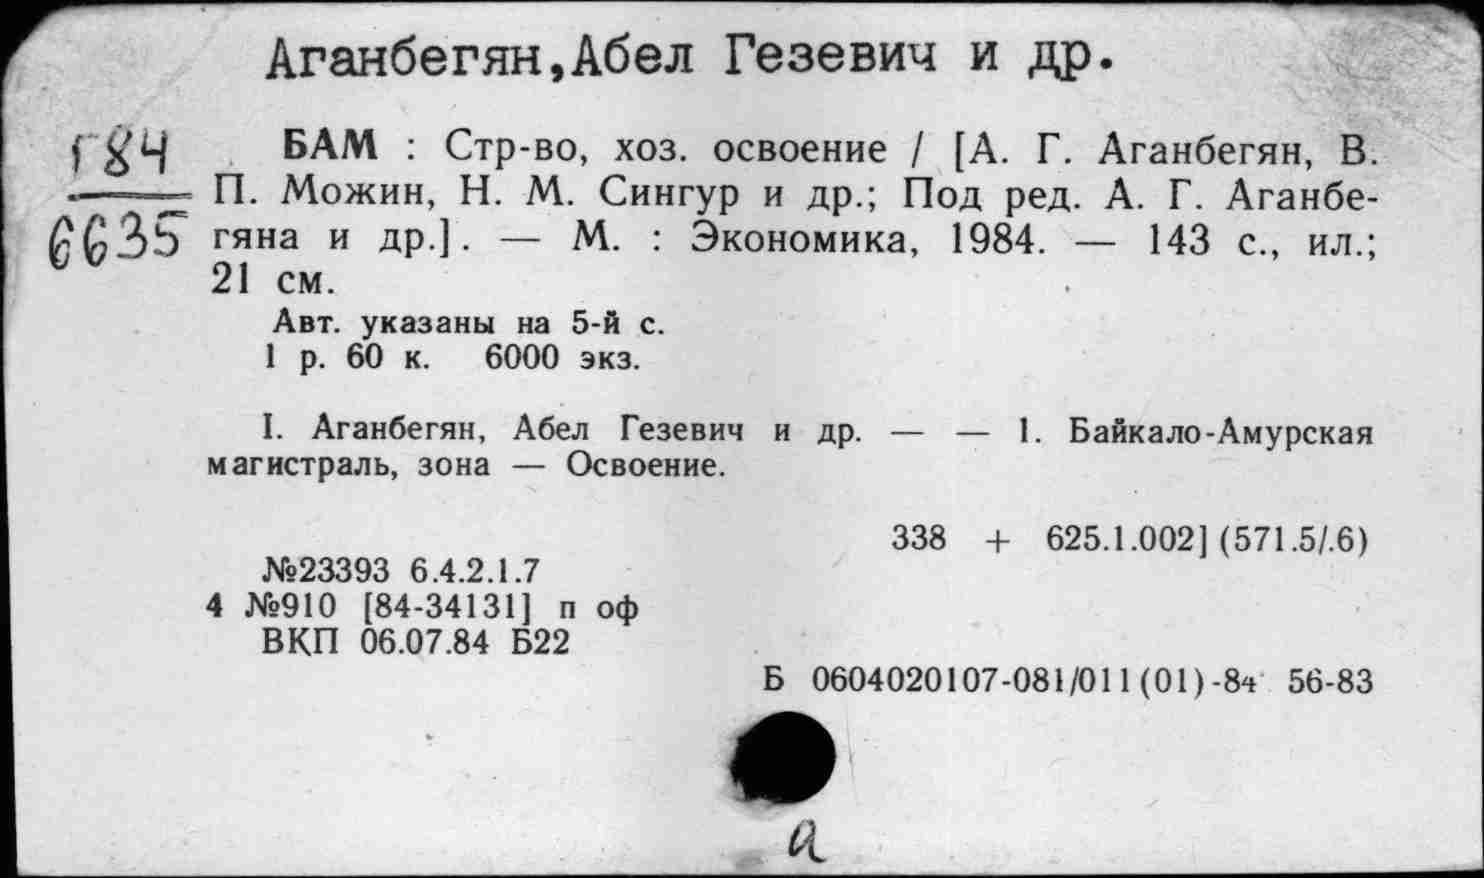 Аганбегян,Абел Гезевич и др.
Г84
6635
БАМ : Стр-во, хоз. освоение / [А. Г. Аганбегян, В.
П. Можин, Н. М. Сингур и др.; Под ред. А. Г. Аганбе-
гяна и др.]. — М. : Экономика, 1984. — 143 с., ил.;
21 см.
Авт. указаны на 5-й с.
1 р. 60 к. 6000 экз.
I. Аганбегян, Абел Гезевич и др. — — 1. Байкало-Амурская
магистраль, зона — Освоение.
338 + 625.1.002] (571.5/.6)
№23393 6.4.2.1.7
4 №910 [84-34131] п оф
ВКП 06.07.84 Б22
Б 0604020107-081/011(01)-84 56-83
а